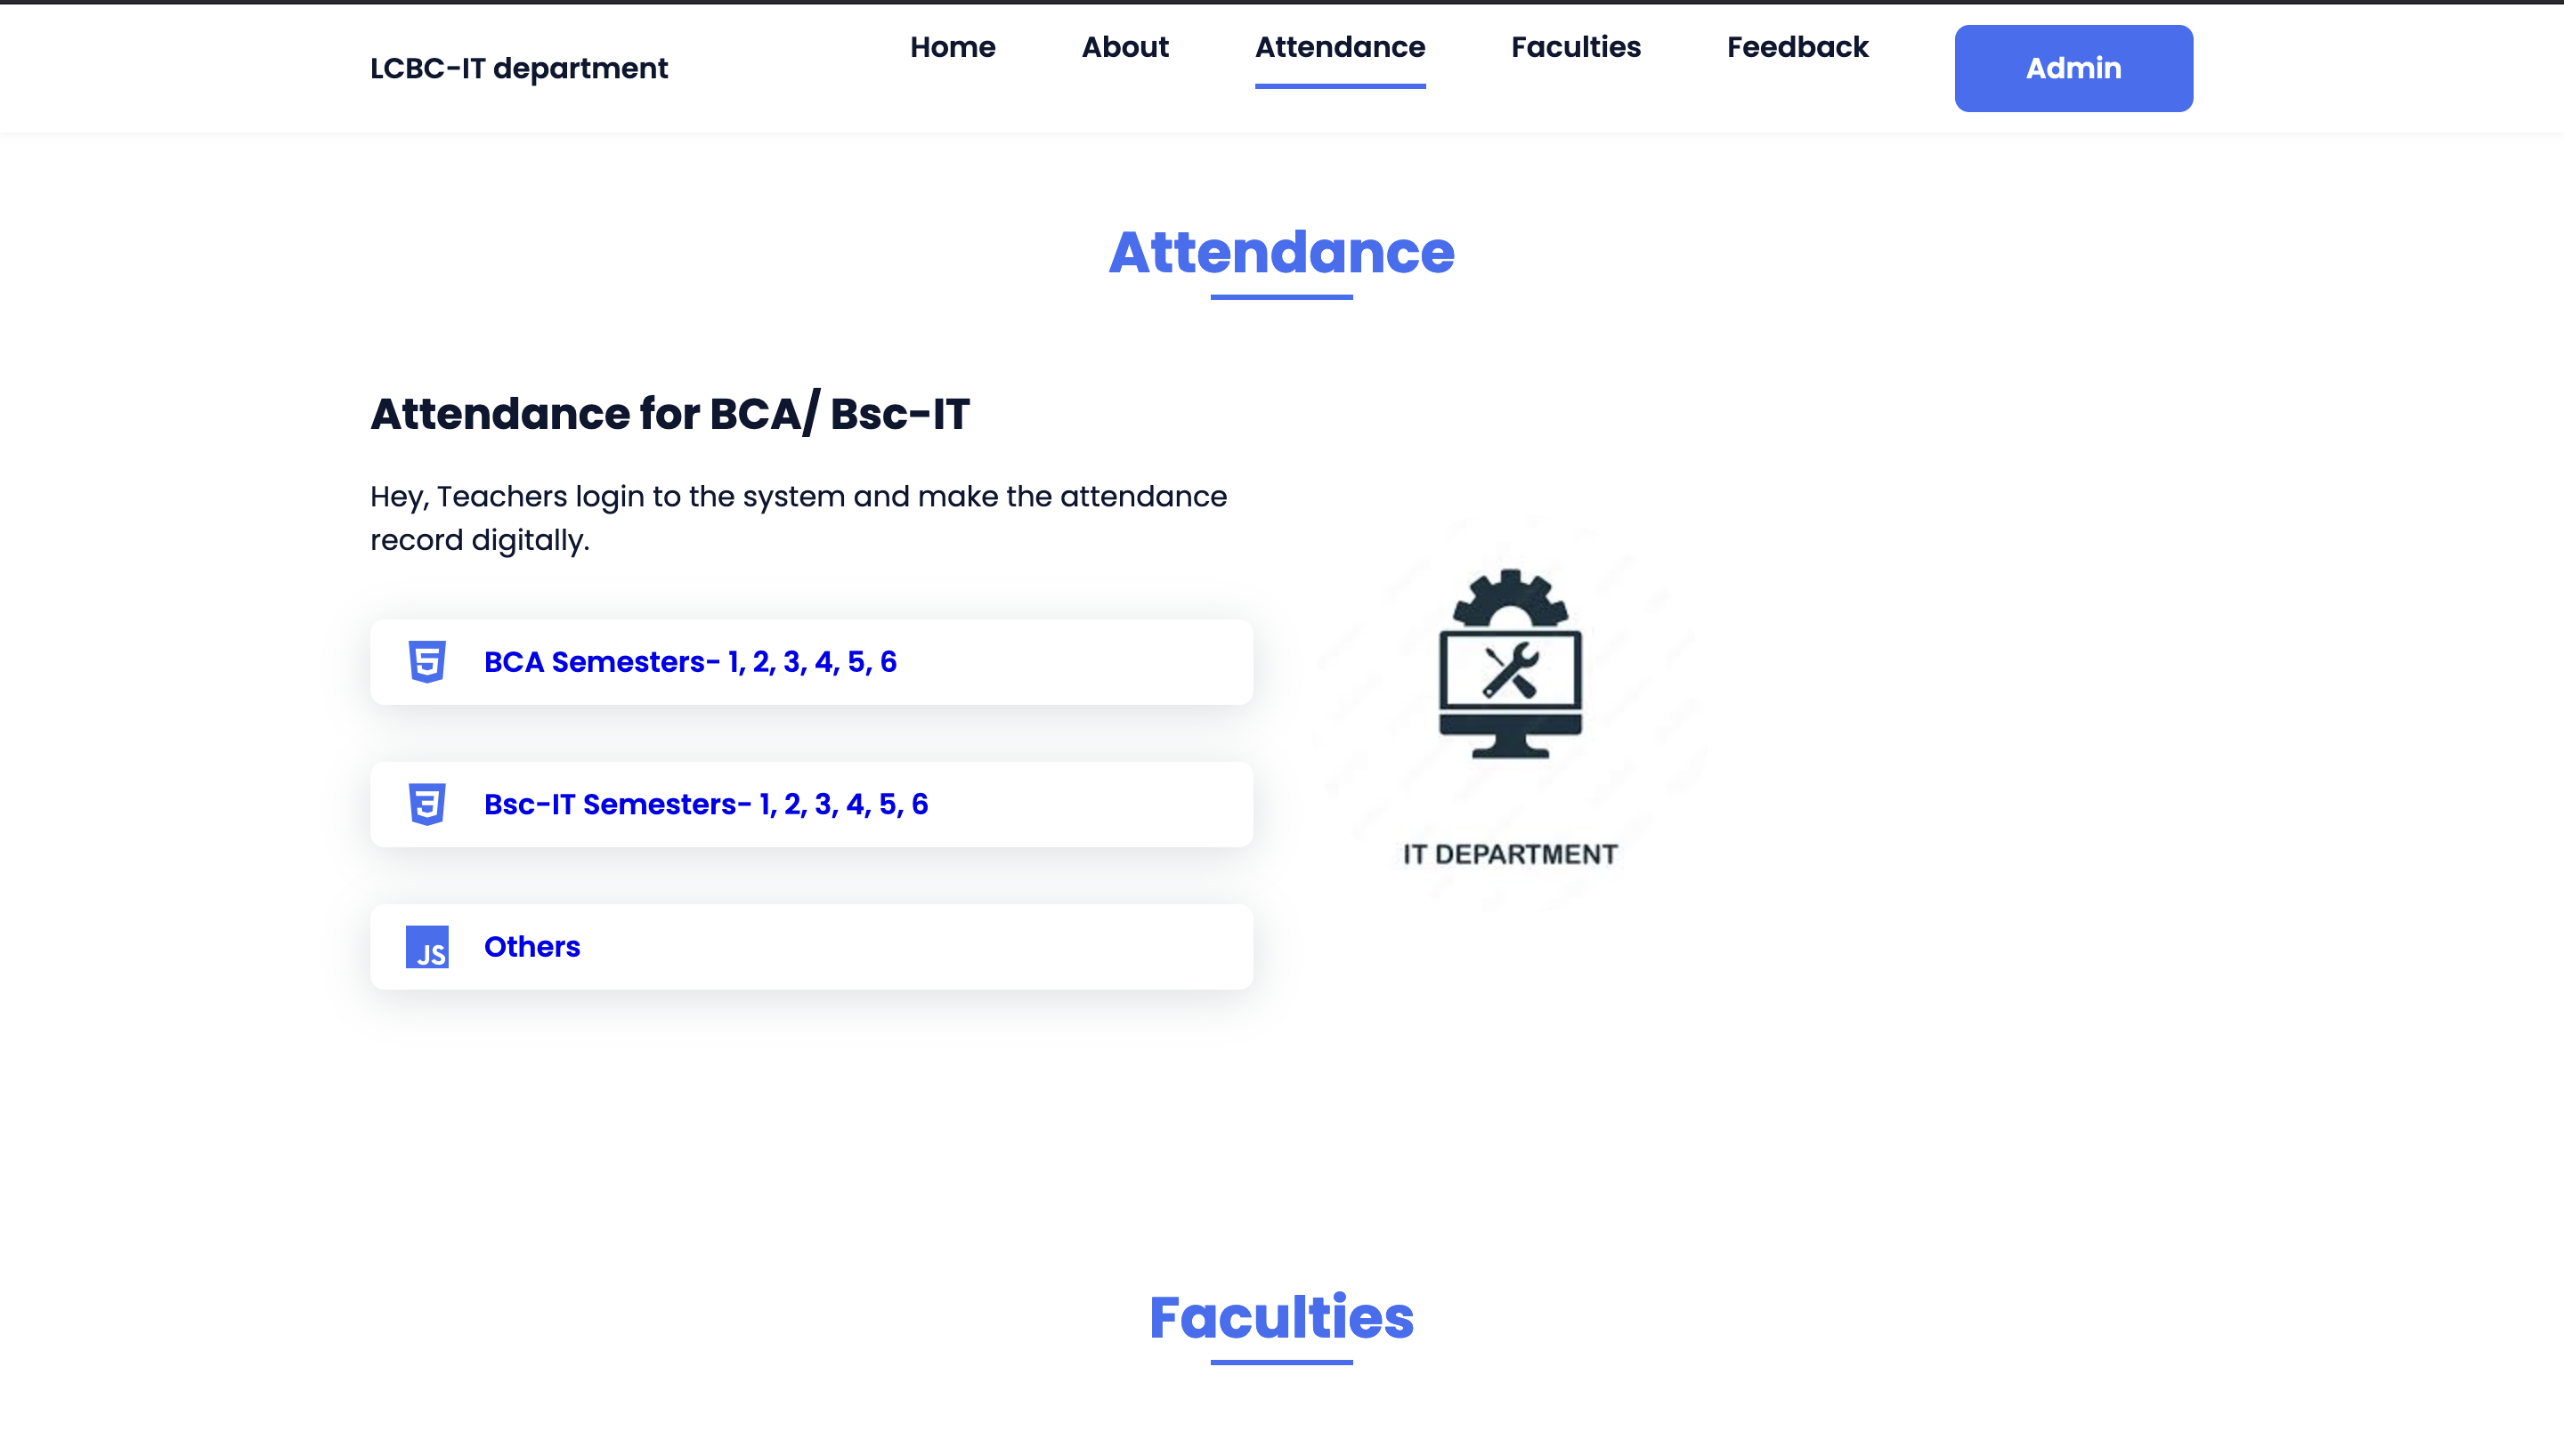 LCBC-IT department
Home
About
Attendance
Faculties
Feedback
Admin
Attendance
Attendance for BCA/ Bsc-IT
Hey, Teachers login to the system and make the attendance
record digitally.
5 BCA Semesters- 1, 2, 3, 4, 5, 6
3 Bsc-IT Semesters- 1, 2, 3, 4, 5, 6
JS Others
IT DEPARTMENT
Faculties